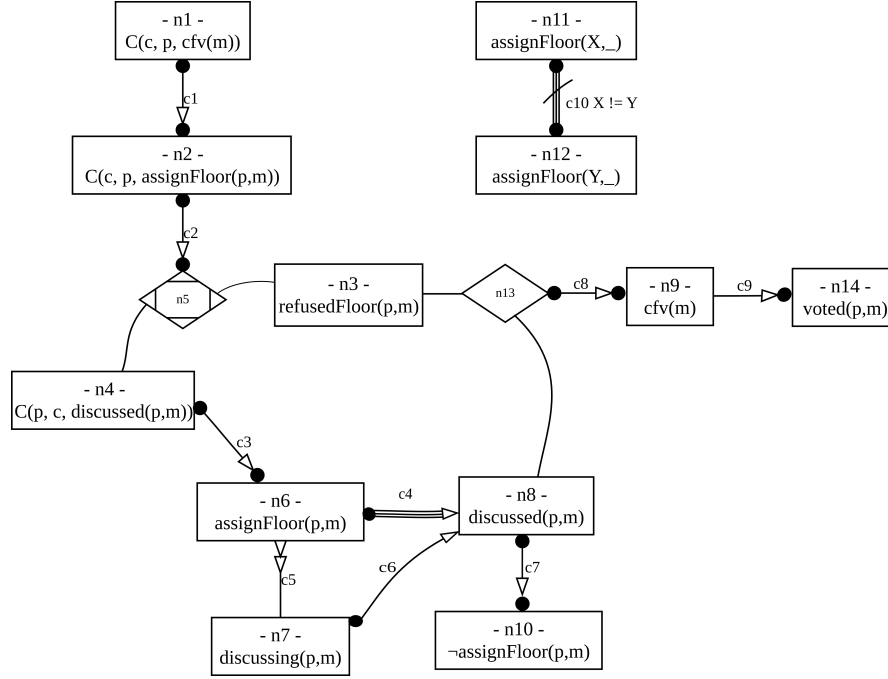 - n1 -
C(c, p, cfv(m))
- n11 -
assignFloor(X,_)
c1
c10 X != Y
- n2 -
C(c, p, assignFloor(p,m))
- n12 -
assignFloor(Y,_)
c2
n5
- n3 -
refusedFloor(p,m)
n13
c8
- n9 -
cfv(m)
c9
- n14 -
voted(p,m)
- n4 -
C(p, c, discussed(p,m))
c3
- n6 -
assignFloor(p,m)
c4
- n8 -
discussed(p,m)
c5
c6
c7
- n7 -
discussing(p,m)
- n10 -
¬assignFloor(p,m)